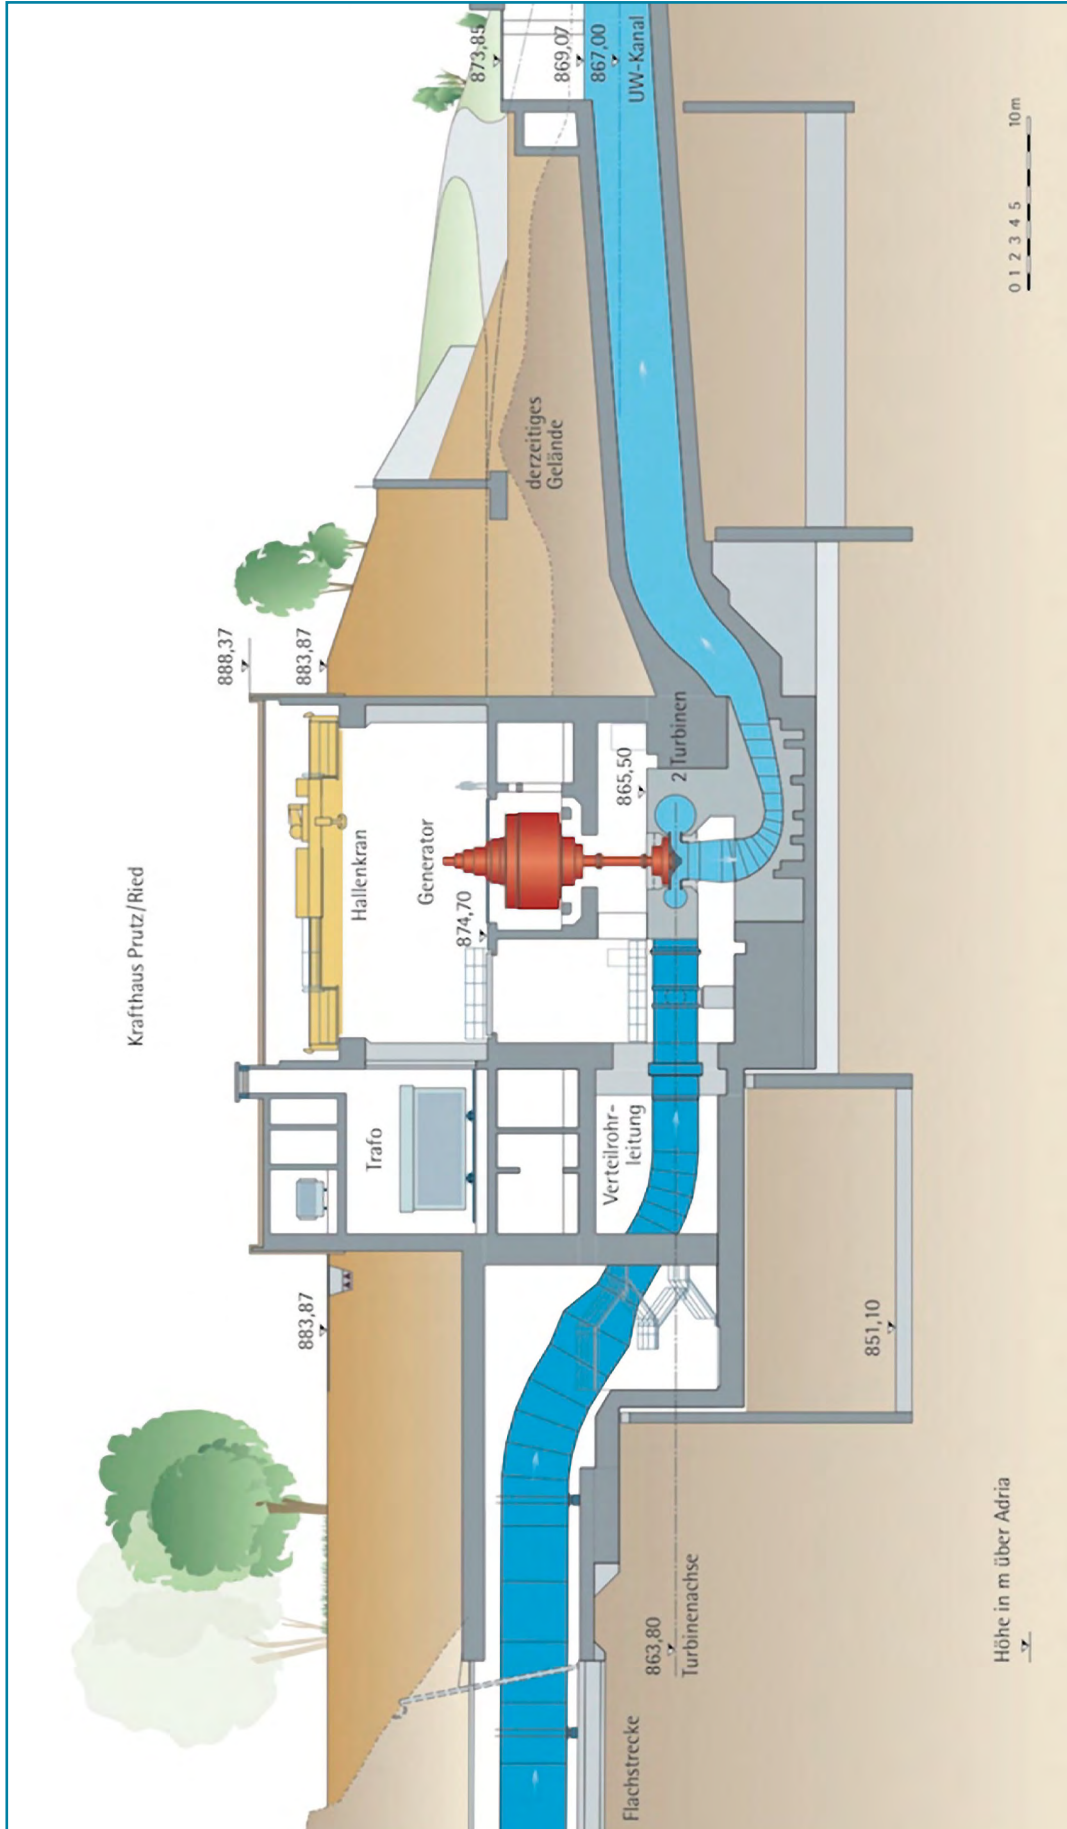 Krafthaus Prutz/Ried
888,37
883,87
Hallenkran
Trafo
Generator
874,70
883,87
873,85
869,07
867,00
UW-Kanal
derzeitiges
Gelände
865,50
2 Turbinen
Verteilrohr-
leitung
863,80
Turbinenachse
Flachstrecke
851,10
Höhe in m über Adria
0 1 2 3 4 5 10m